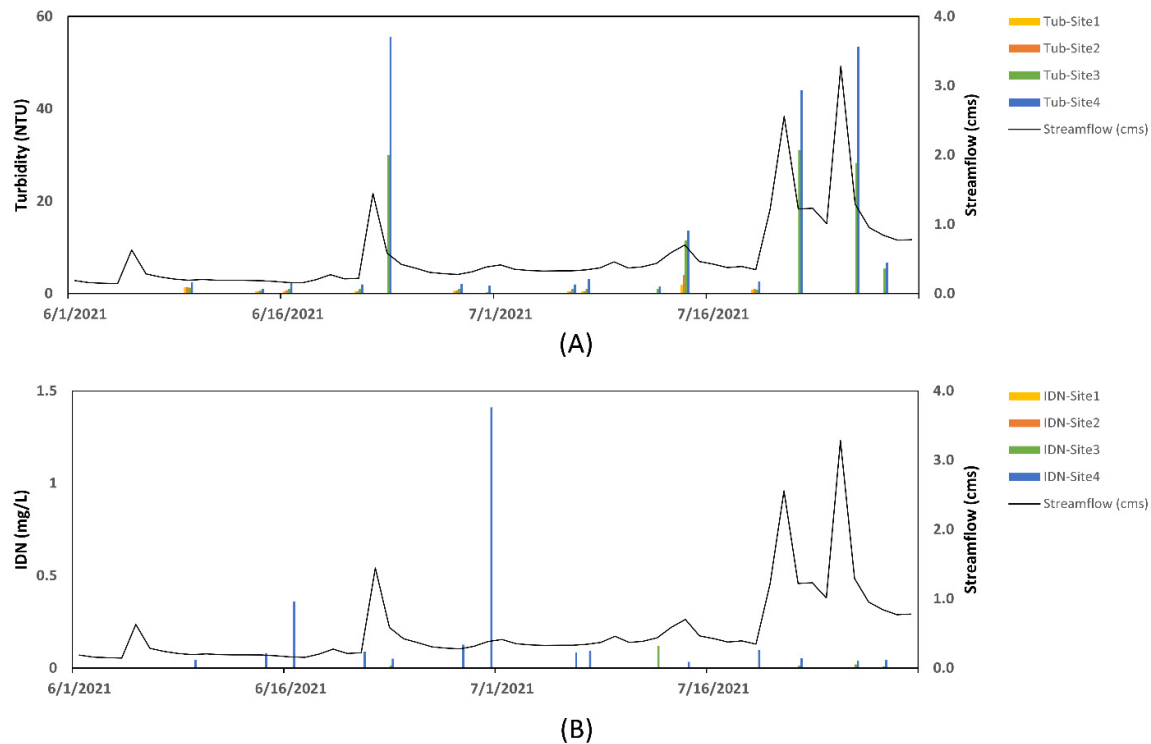 60
40
20
0
Turbidity (NTU)
4.0
3.0
2.0
1.0
0.0
Streamflow (cms)
6/1/2021
6/16/2021
7/1/2021
7/16/2021
Tub-Site1
Tub-Site2
Tub-Site3
Tub-Site4
Streamflow (cms)
(A)
1.5
1
0.5
0
IDN (mg/L)
4.0
3.0
2.0
1.0
0.0
Streamflow (cms)
6/1/2021
6/16/2021
7/1/2021
7/16/2021
IDN-Site1
IDN-Site2
IDN-Site3
IDN-Site4
Streamflow (cms)
(B)